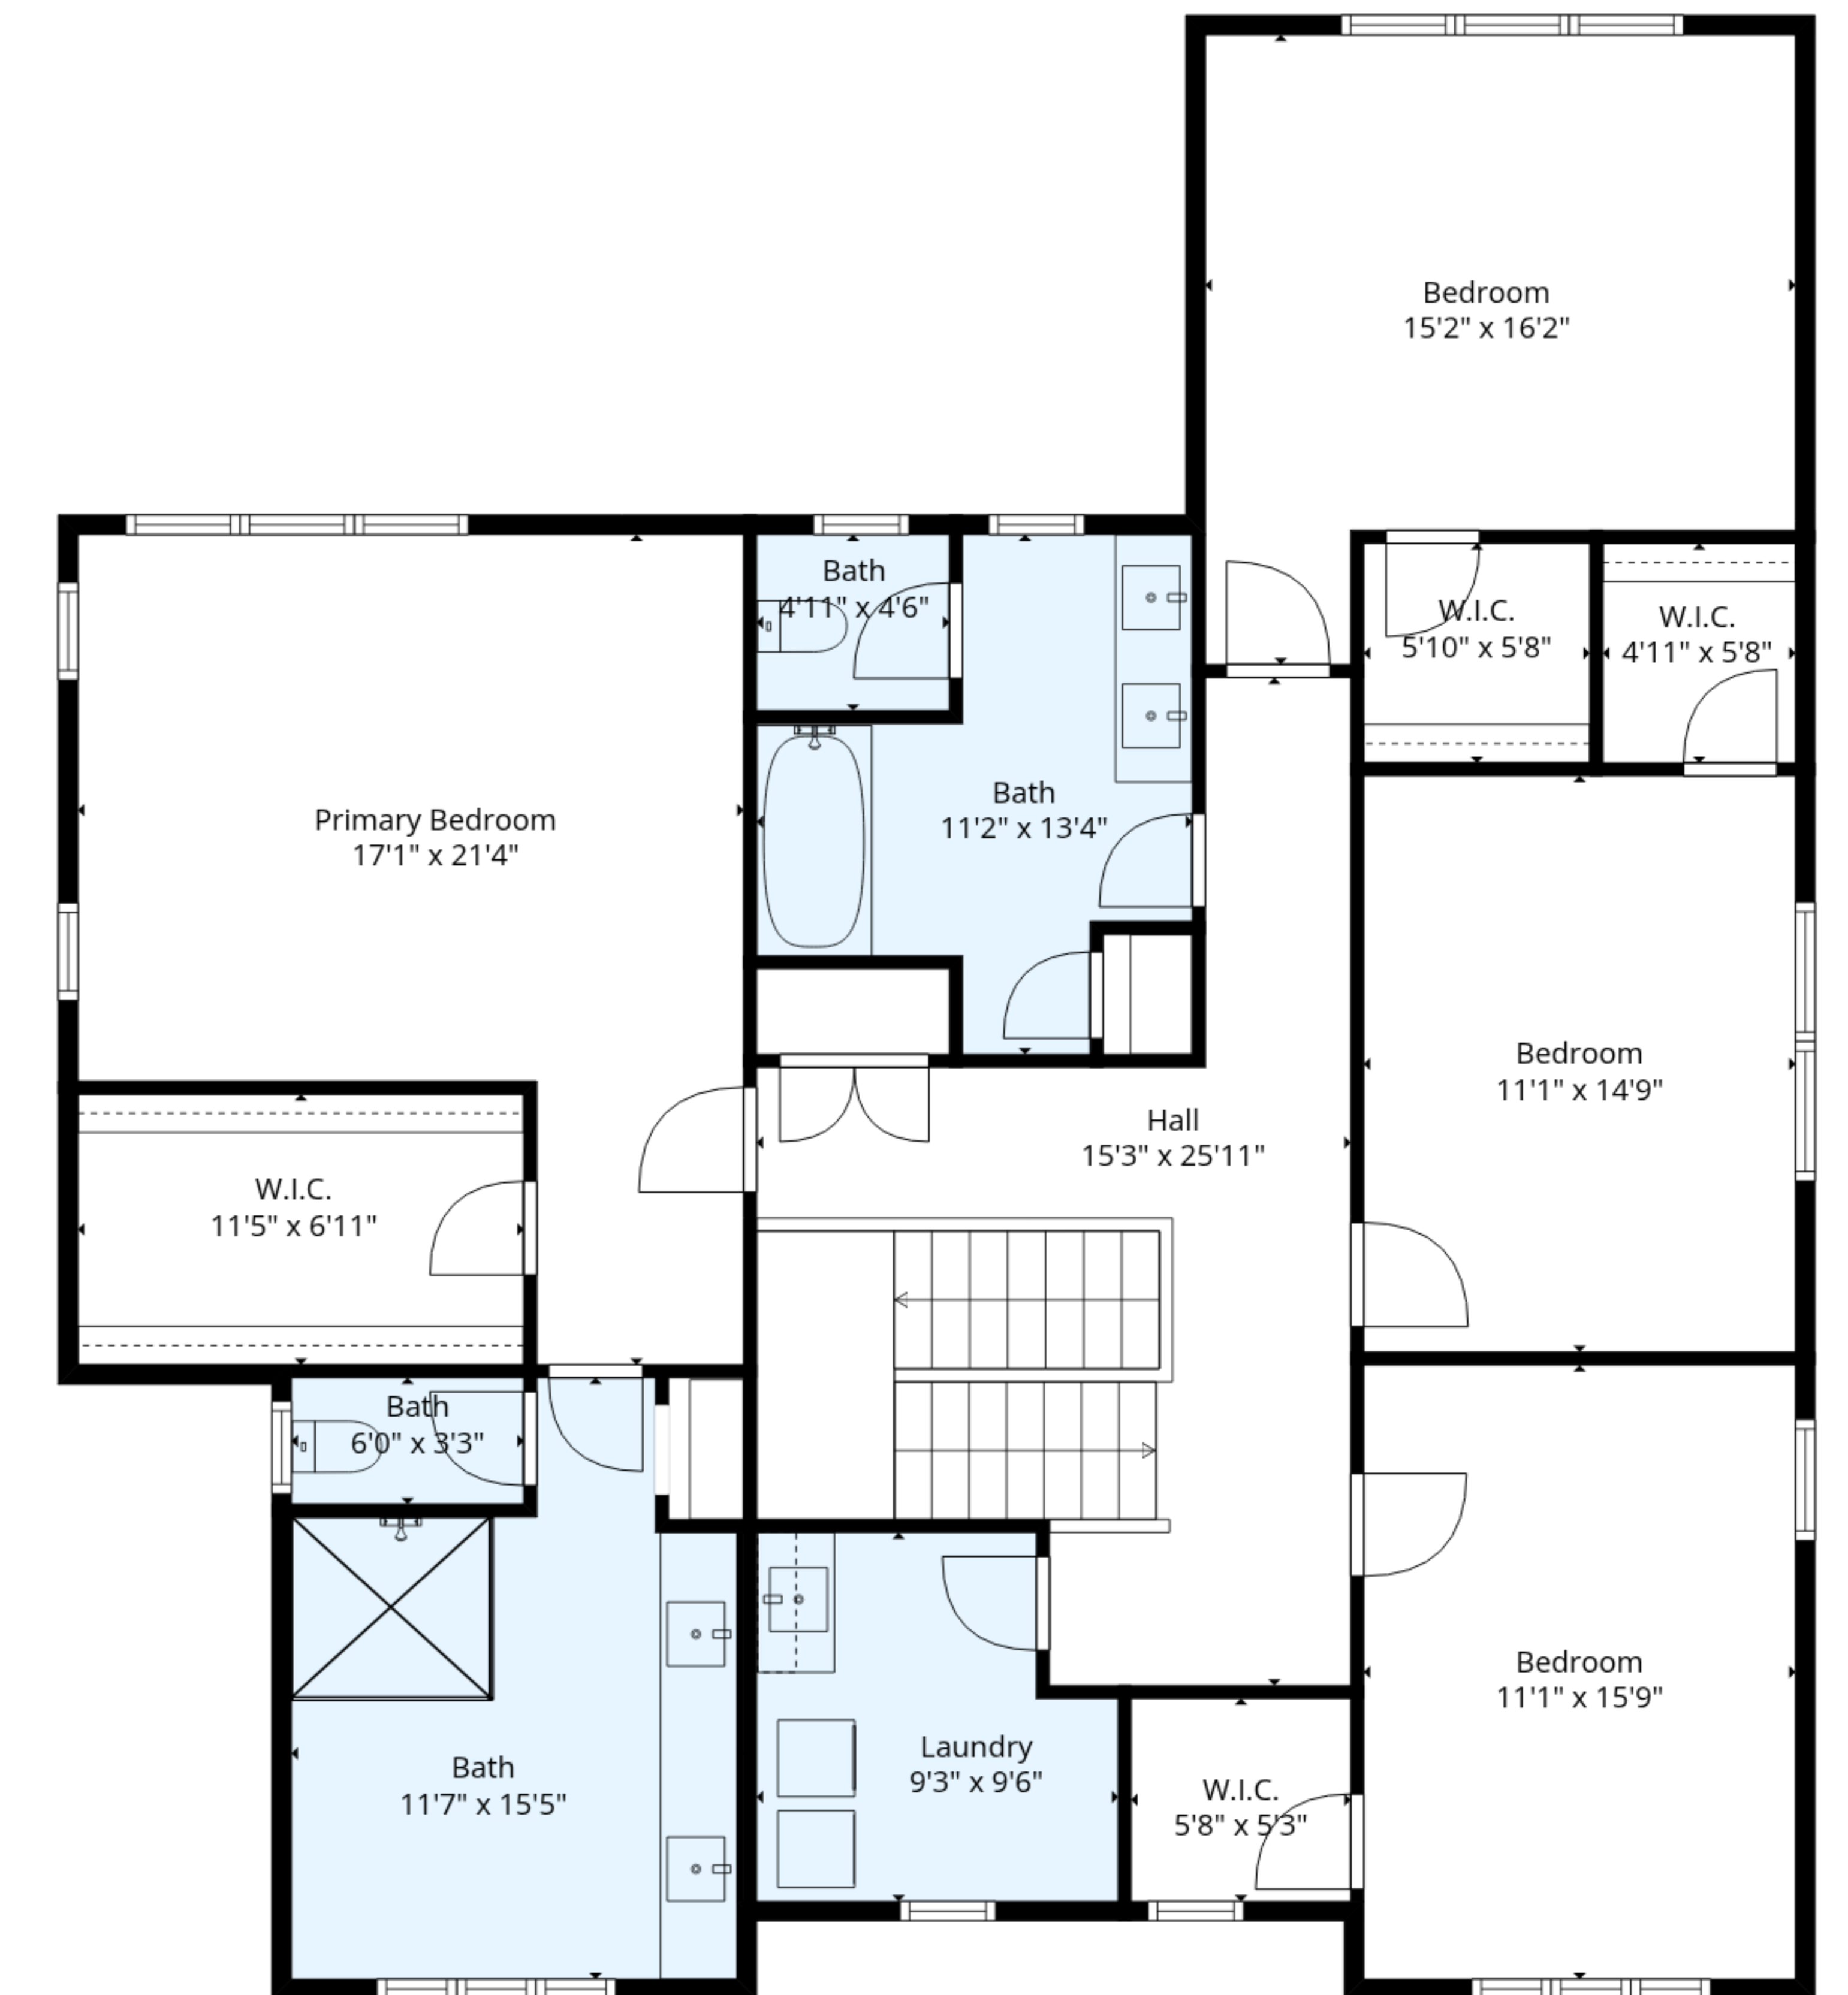 Bedroom
15'2" x 16'2"
Bath
4'11" x 4'6"
W.I.C.
5'10" x 5'8"
W.I.C.
4'11" x 5'8"
Primary Bedroom
17'1" x 21'4"
Bath
11'2" x 13'4"
Bedroom
11'1" x 14'9"
Hall
15'3" x 25'11"
W.I.C.
11'5" x 6'11"
Bath
6'0" x 3'3"
Bedroom
11'1" x 15'9"
Laundry
9'3" x 9'6"
Bath
11'7" x 15'5"
W.I.C.
5'8" x 5'3"